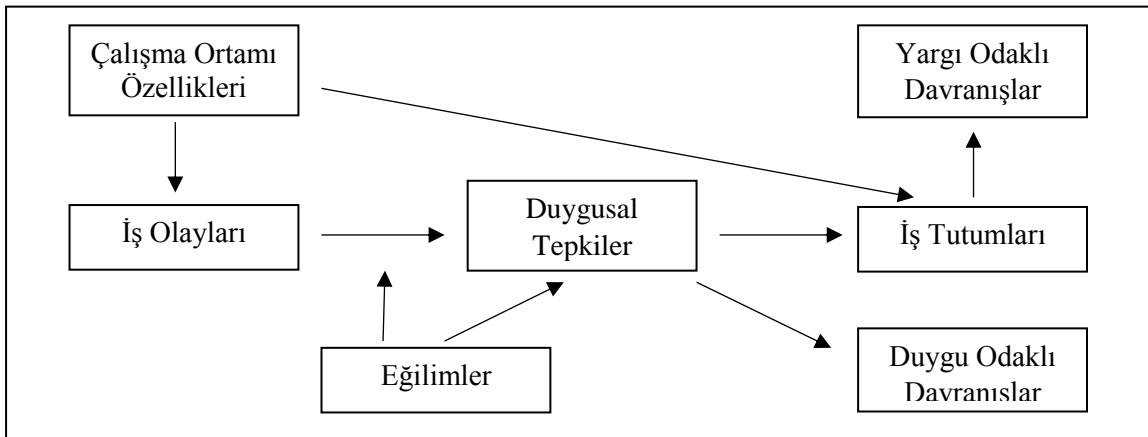 Çalışma Ortamı
Özellikleri
Yargı Odaklı
Davranışlar
İş Olayları
Duygusal
Tepkiler
İş Tutumları
Eğilimler
Duygu Odaklı
Davranışlar